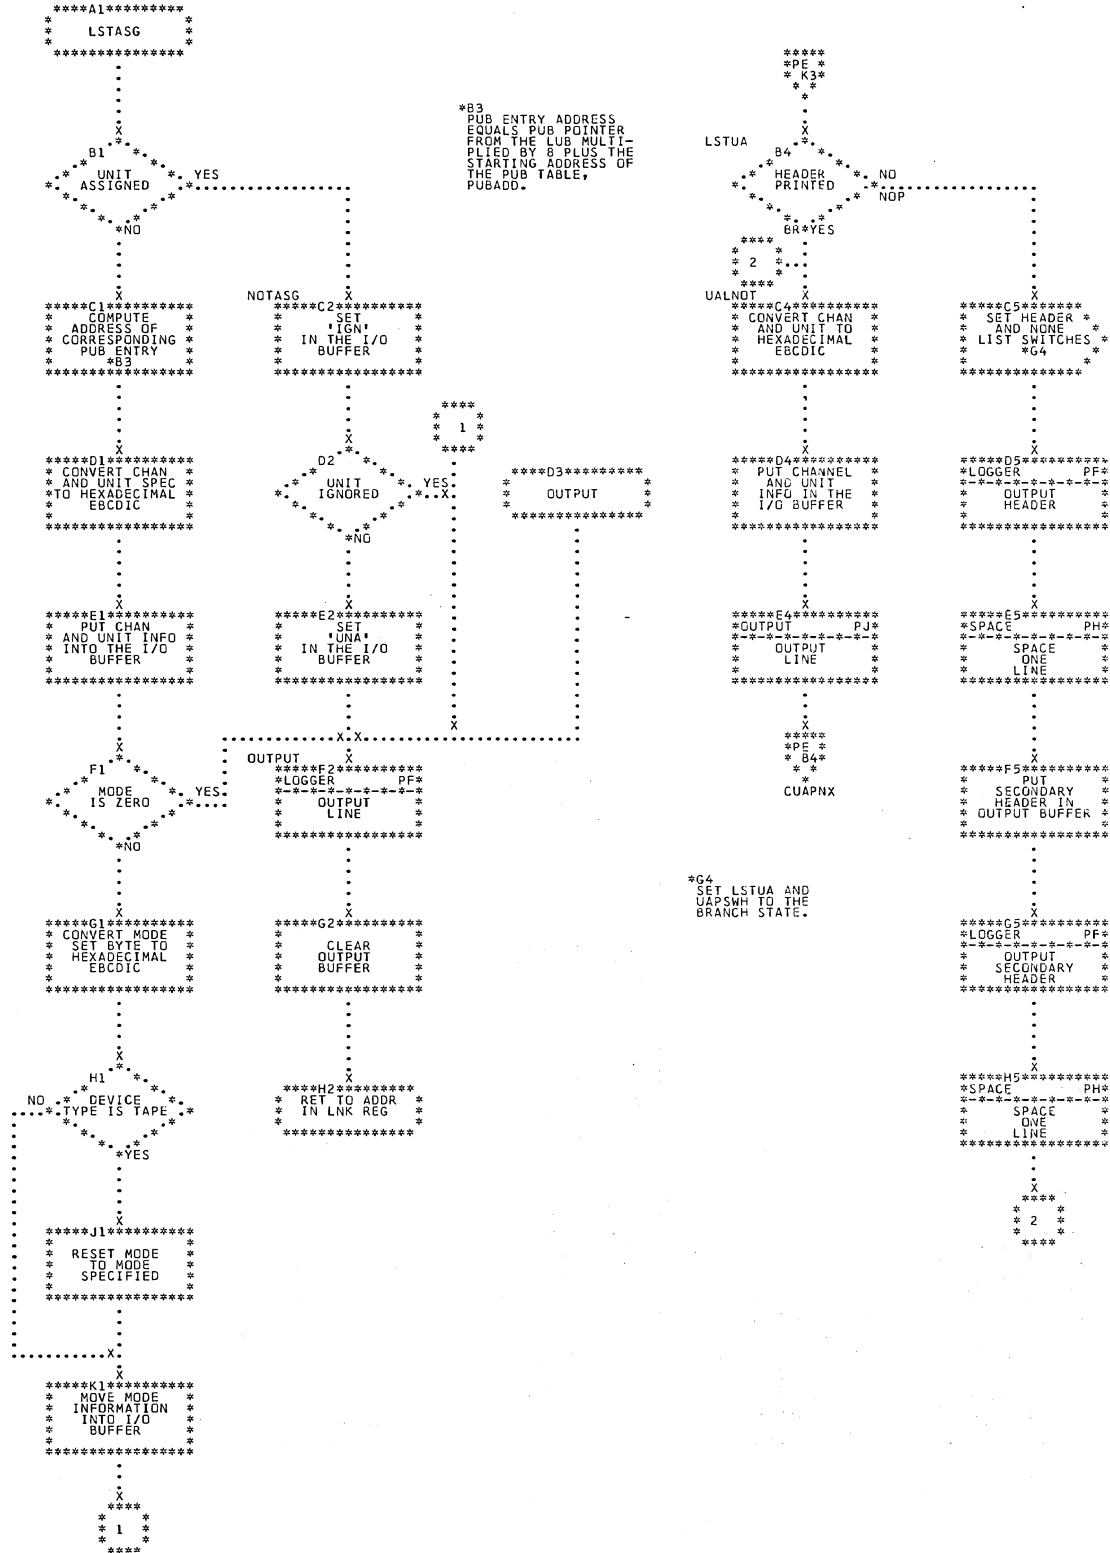 A1
LSTASG
B1
UNIT
ASSIGNED
YES
NO
C1
COMPUTE
ADDRESS OF
CORRESPONDING
PUB ENTRY
*B3
D1
CONVERT CHAN
AND UNIT SPEC
TO HEXADECIMAL
EBCDIC
E1
PUT CHAN
AND UNIT INFO
INTO THE I/O
BUFFER
F1
MODE
IS ZERO
YES
NO
G1
CONVERT MODE
SET BYTE TO
HEXADECIMAL
EBCDIC
H1
DEVICE
TYPE IS TAPE
NO
YES
J1
RESET MODE
TO MODE
SPECIFIED
K1
MOVE MODE
INFORMATION
INTO I/O
BUFFER
1
NOTASG
C2
SET
'IGN'
IN THE I/O
BUFFER
D2
UNIT
IGNORED
YES
NO
1
E2
SET
'UNA'
IN THE I/O
BUFFER
OUTPUT
F2
LOGGER PF
OUTPUT
LINE
G2
CLEAR
OUTPUT
BUFFER
H2
RET TO ADDR
IN LNK REG
*B3
PUB ENTRY ADDRESS
EQUALS PUB POINTER
FROM THE LUB MULTI-
PLIED BY 8 PLUS THE
STARTING ADDRESS OF
THE PUB TABLE,
PUBADD.
D3
OUTPUT
PE
K3
LSTUA
B4
HEADER
PRINTED
NO
NOP
BR*YES
2
UALNOT
C4
CONVERT CHAN
AND UNIT TO
HEXADECIMAL
EBCDIC
D4
PUT CHANNEL
AND UNIT
INFO IN THE
I/O BUFFER
E4
OUTPUT PJ
OUTPUT
LINE
PE
B4
CUAPNX
*G4
SET LSTUA AND
UAPSWH TO THE
BRANCH STATE.
C5
SET HEADER
AND NONE
LIST SWITCHES
*G4
D5
LOGGER PF
OUTPUT
HEADER
E5
SPACE PH
SPACE
ONE
LINE
F5
PUT
SECONDARY
HEADER IN
OUTPUT BUFFER
G5
LOGGER PF
OUTPUT
SECONDARY
HEADER
H5
SPACE PH
SPACE
ONE
LINE
2